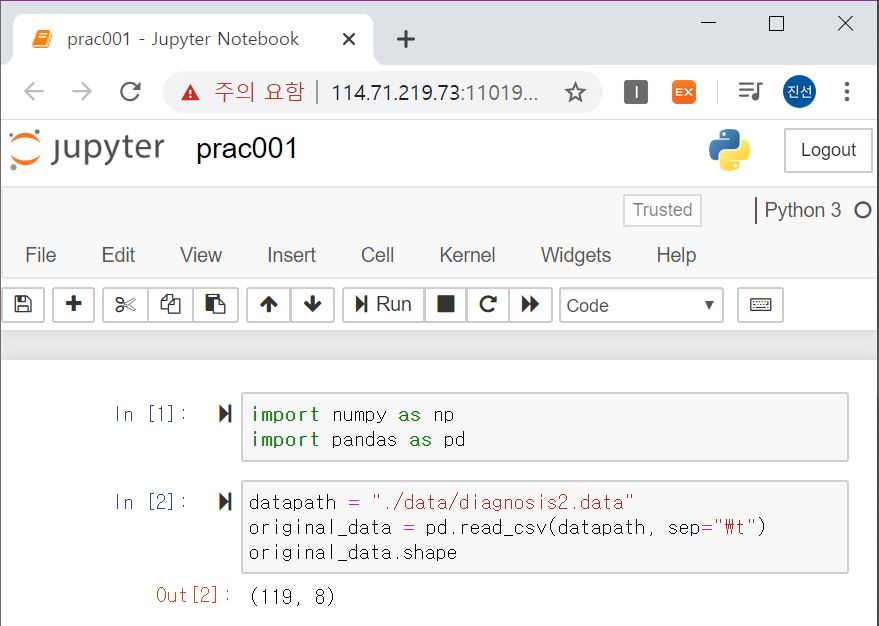 prac001 - Jupyter Notebook
주의 요함 | 114.71.219.73:11019...
I
EX
진선
jupyter prac001
Logout
Trusted
Python 3
File Edit View Insert Cell Kernel Widgets Help
Run
Code
In [1]: import numpy as np
import pandas as pd
In [2]: datapath = "./data/diagnosis2.data"
original_data = pd.read_csv(datapath, sep="₩t")
original_data.shape
Out[2]: (119, 8)